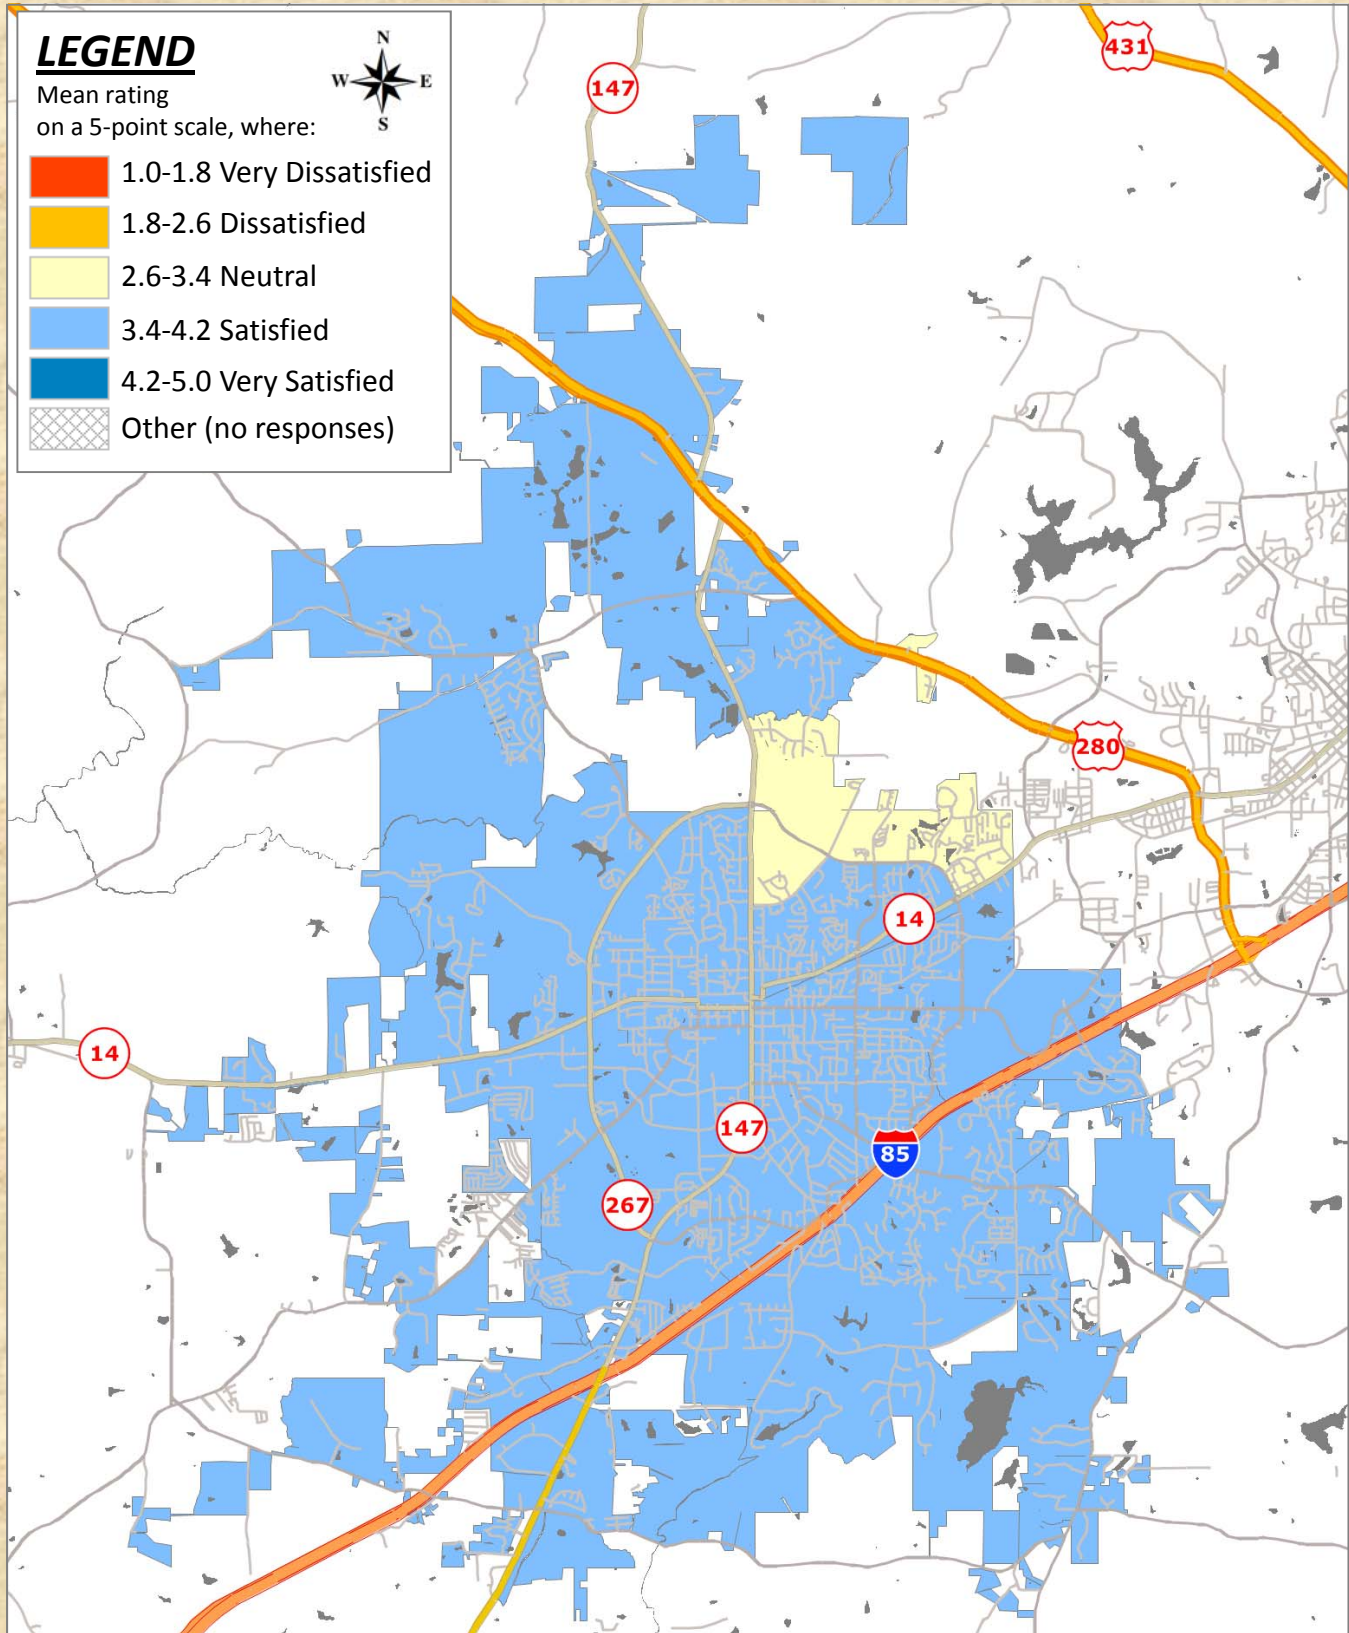 LEGEND
Mean rating
on a 5-point scale, where:
1.0-1.8 Very Dissatisfied
1.8-2.6 Dissatisfied
2.6-3.4 Neutral
3.4-4.2 Satisfied
4.2-5.0 Very Satisfied
Other (no responses)
N
W E
S
147
431
280
14
14
147
85
267